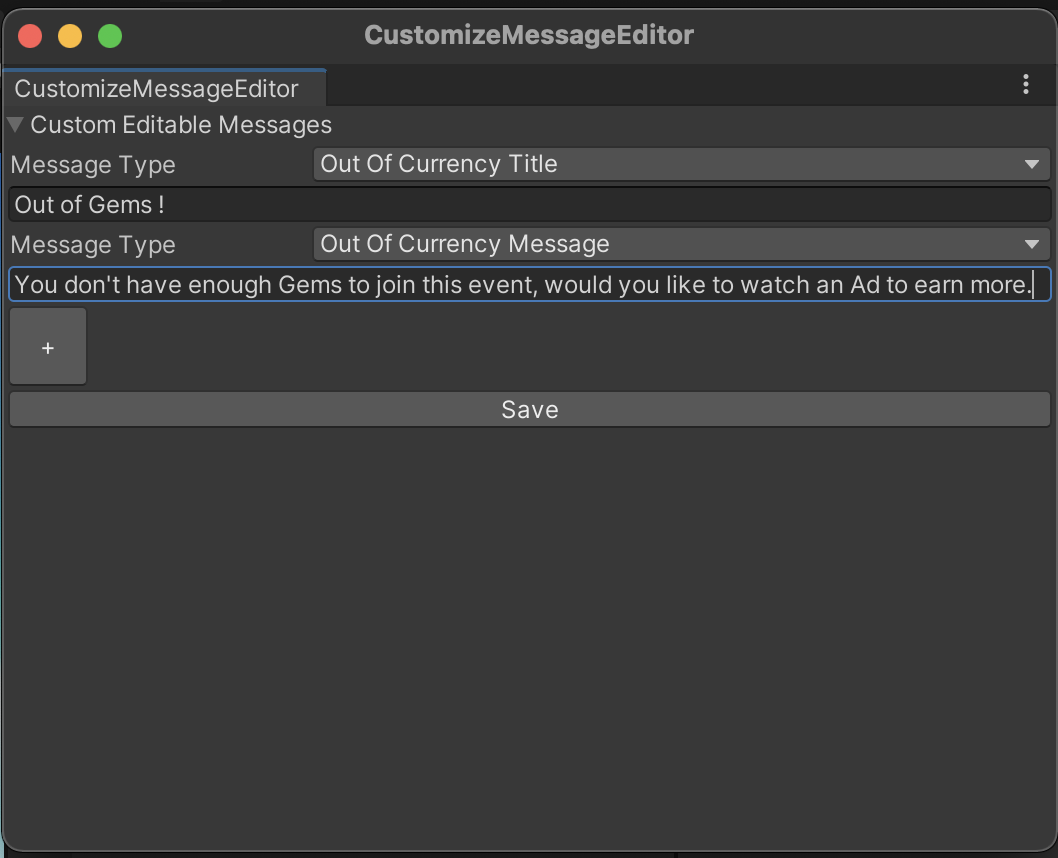 CustomizeMessageEditor
CustomizeMessageEditor
Custom Editable Messages
Message Type Out Of Currency Title
Out of Gems !
Message Type Out Of Currency Message
You don't have enough Gems to join this event, would you like to watch an Ad to earn more.
+
Save